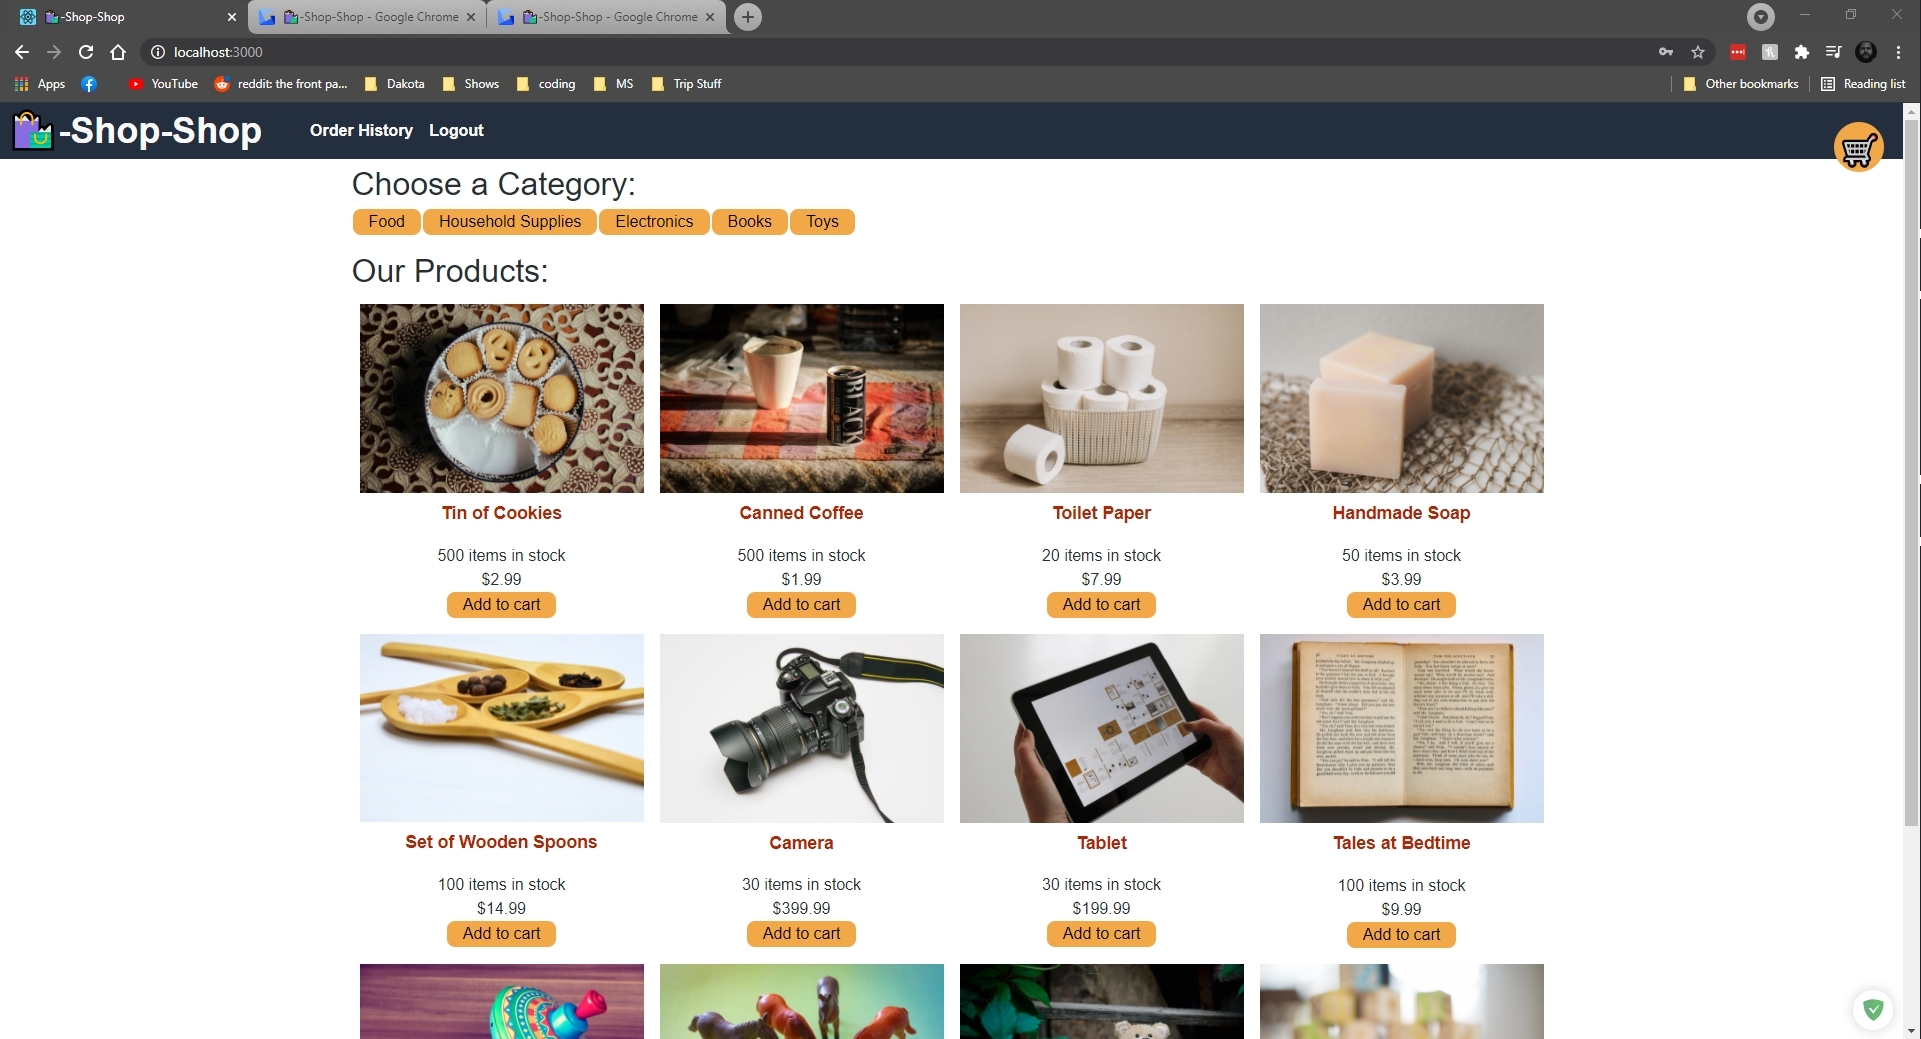 -Shop-Shop
-Shop-Shop - Google Chrome
-Shop-Shop - Google Chrome
localhost:3000
Apps
YouTube
reddit: the front pa...
Dakota
Shows
coding
MS
Trip Stuff
Other bookmarks
Reading list
-Shop-Shop
Order History Logout
Choose a Category:
Food Household Supplies Electronics Books Toys
Our Products:
BLACK
Tin of Cookies
500 items in stock
$2.99
Add to cart
Canned Coffee
500 items in stock
$1.99
Add to cart
Toilet Paper
20 items in stock
$7.99
Add to cart
Handmade Soap
50 items in stock
$3.99
Add to cart
Set of Wooden Spoons
100 items in stock
$14.99
Add to cart
Camera
30 items in stock
$399.99
Add to cart
Tablet
30 items in stock
$199.99
Add to cart
TALES AT BEDTIME
Tales at Bedtime
100 items in stock
$9.99
Add to cart